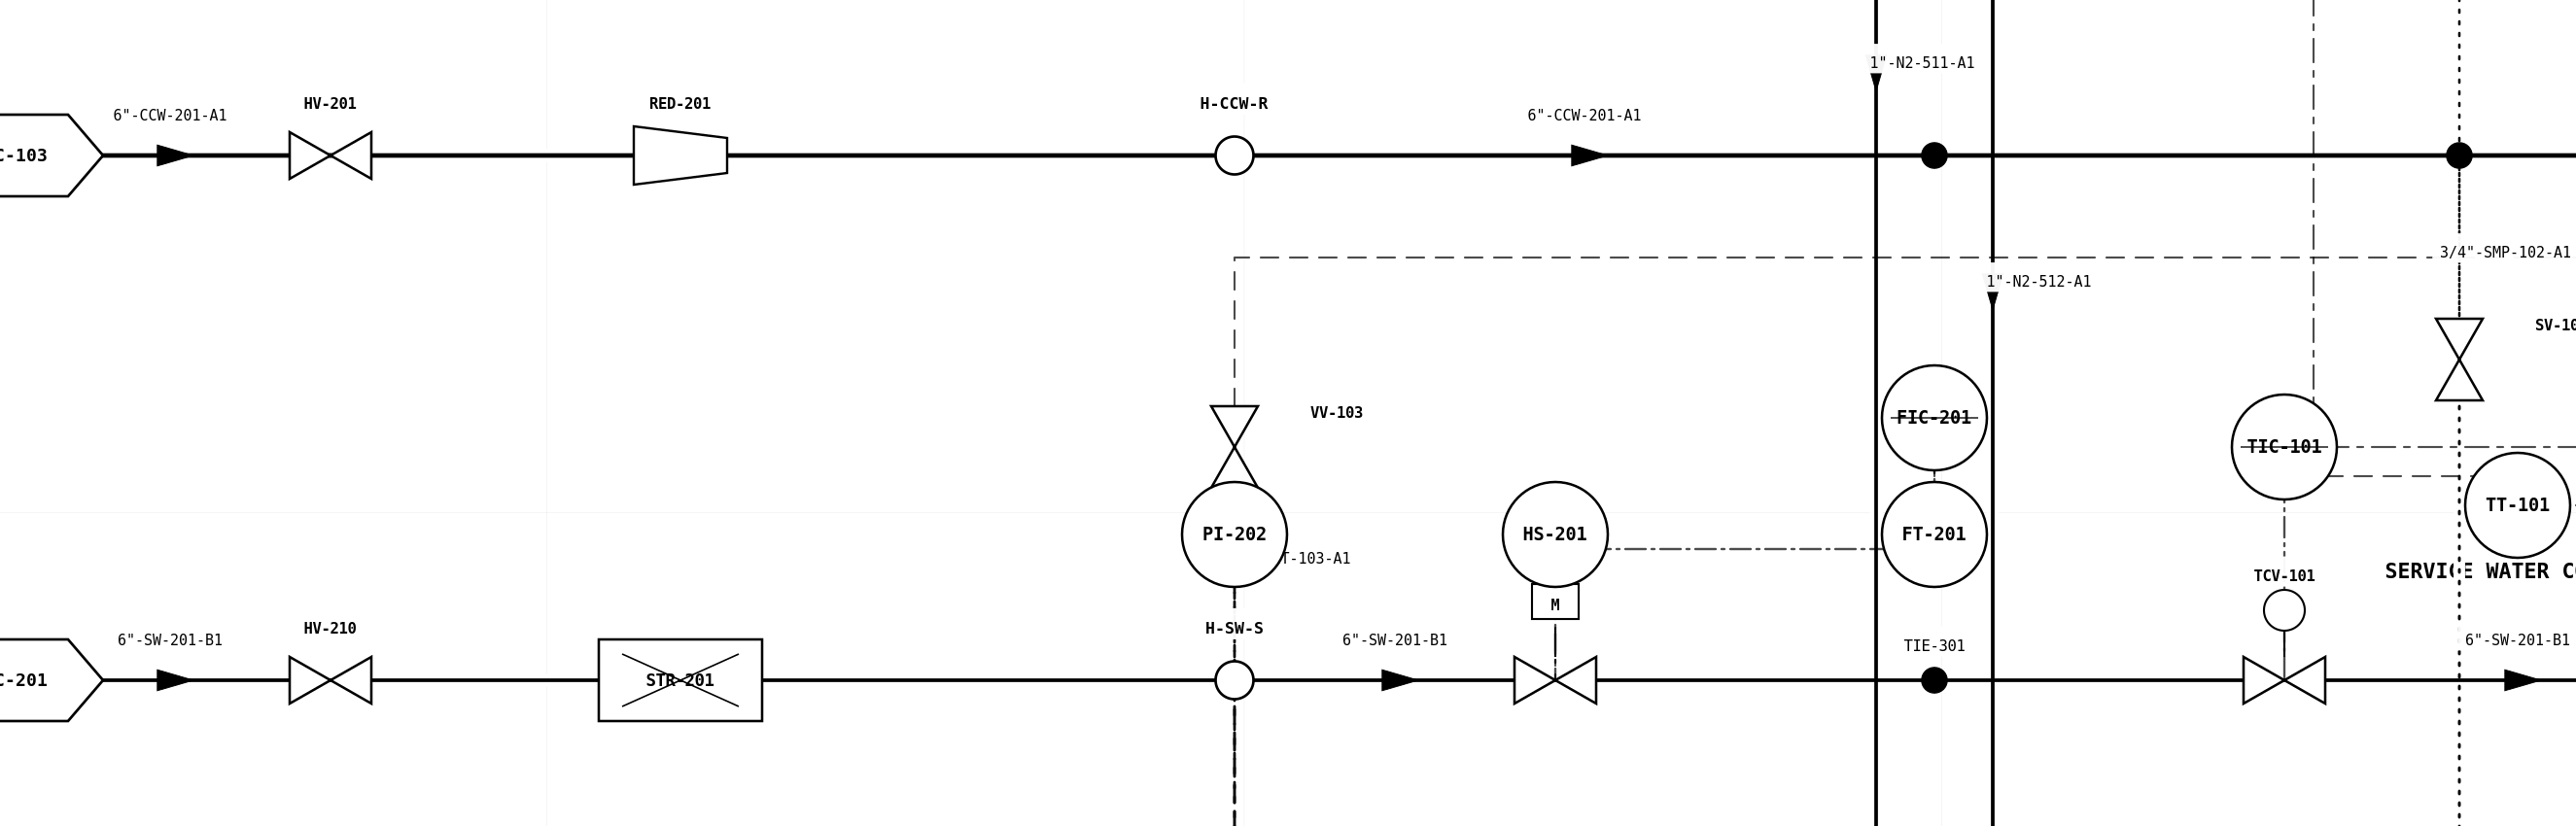 1"-N2-511-A1
HV-201
RED-201
H-CCW-R
6"-CCW-201-A1
6"-CCW-201-A1
C-103
3/4"-SMP-102-A1
1"-N2-512-A1
SV-10
VV-103
FIC-201
TIC-101
TT-101
PI-202
HS-201
FT-201
T-103-A1
SERVICE WATER C
TCV-101
M
HV-210
H-SW-S
6"-SW-201-B1
6"-SW-201-B1
TIE-301
6"-SW-201-B1
C-201
STR-201